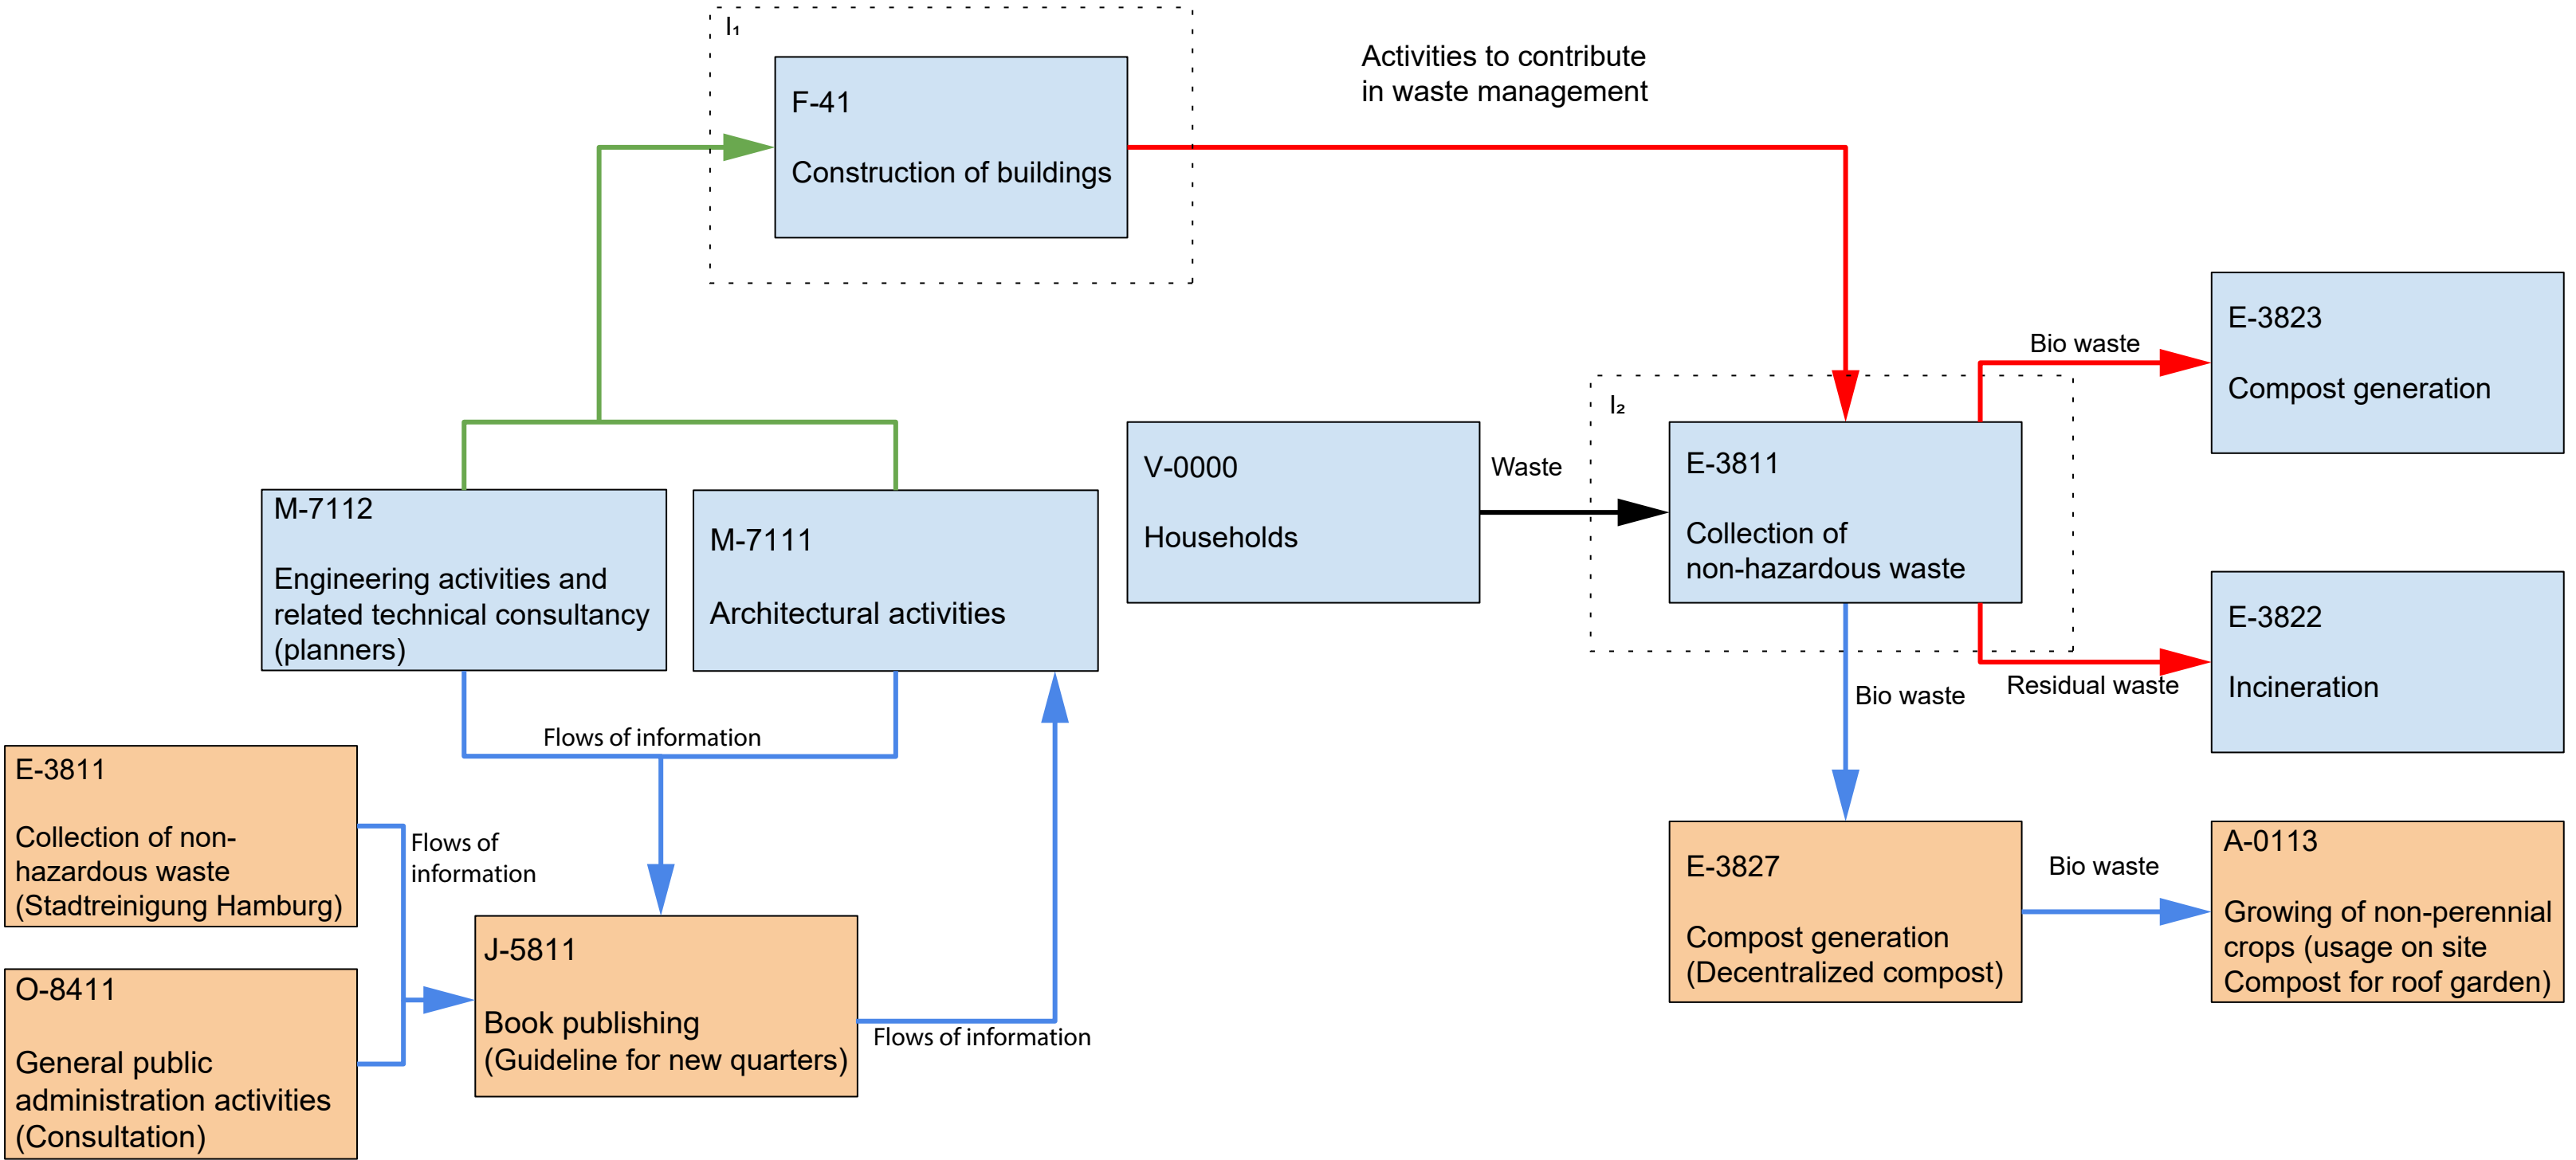 I₁
F-41
Construction of buildings
Activities to contribute
in waste management
E-3823
Compost generation
Bio waste
I₂
V-0000
Households
Waste
E-3811
Collection of
non-hazardous waste
M-7112
Engineering activities and
related technical consultancy
(planners)
M-7111
Architectural activities
E-3822
Incineration
Residual waste
Bio waste
Flows of information
E-3811
Collection of non-
hazardous waste
(Stadtreinigung Hamburg)
Flows of
information
O-8411
General public
administration activities
(Consultation)
J-5811
Book publishing
(Guideline for new quarters)
Flows of information
E-3827
Compost generation
(Decentralized compost)
Bio waste
A-0113
Growing of non-perennial
crops (usage on site
Compost for roof garden)